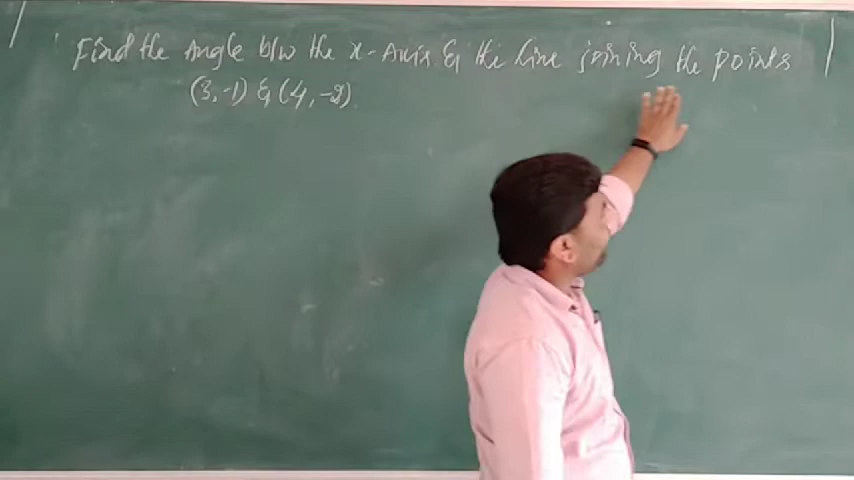 Find the Angle b/w the x-Axis & the line joining the points
(3,-1) & (4,-2).